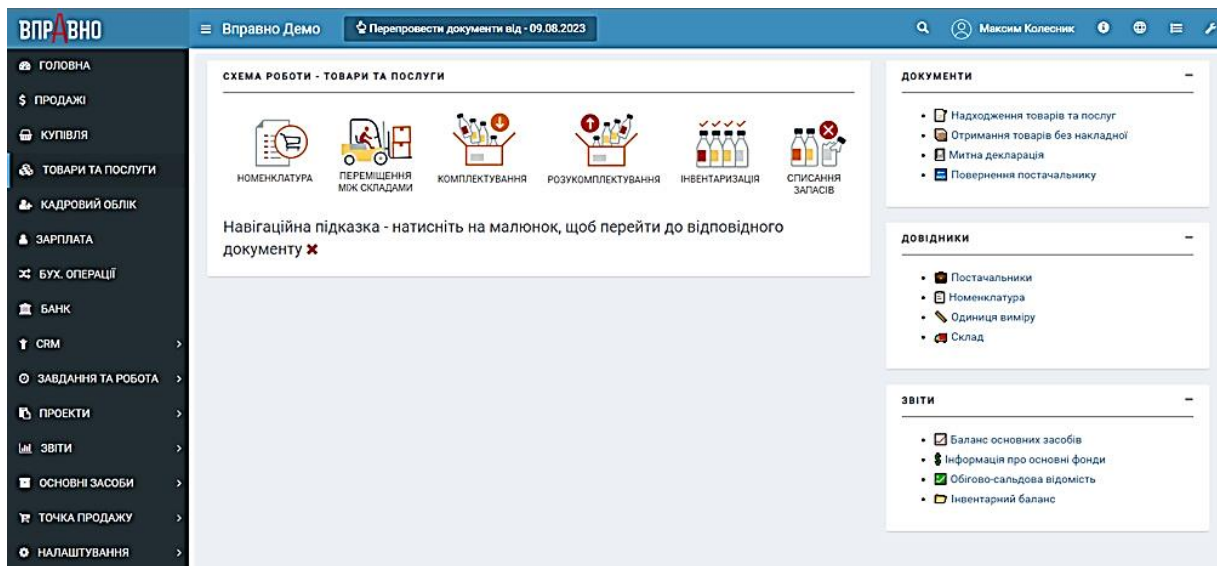 ВПРАВНО
Вправно Демо
Перепровести документи від - 09.08.2023
Максим Колесник
ГОЛОВНА
ПРОДАЖІ
КУПІВЛЯ
ТОВАРИ ТА ПОСЛУГИ
КАДРОВИЙ ОБЛІК
ЗАРПЛАТА
БУХ. ОПЕРАЦІЇ
БАНК
CRM
ЗАВДАННЯ ТА РОБОТА
ПРОЕКТИ
ЗВІТИ
ОСНОВНІ ЗАСОБИ
ТОЧКА ПРОДАЖУ
НАЛАШТУВАННЯ
СХЕМА РОБОТИ - ТОВАРИ ТА ПОСЛУГИ
НОМЕНКЛАТУРА
ПЕРЕМІЩЕННЯ
МІЖ СКЛАДАМИ
КОМПЛЕКТУВАННЯ
РОЗУКОМПЛЕКТУВАННЯ
ІНВЕНТАРИЗАЦІЯ
СПИСАННЯ
ЗАПАСІВ
Навігаційна підказка - натисніть на малюнок, щоб перейти до відповідного
документу
ДОКУМЕНТИ
Надходження товарів та послуг
Отримання товарів без накладної
Митна декларація
Повернення постачальнику
ДОВІДНИКИ
Постачальники
Номенклатура
Одиниця виміру
Склад
ЗВІТИ
Баланс основних засобів
Інформація про основні фонди
Обігово-сальдова відомість
Інвентарний баланс